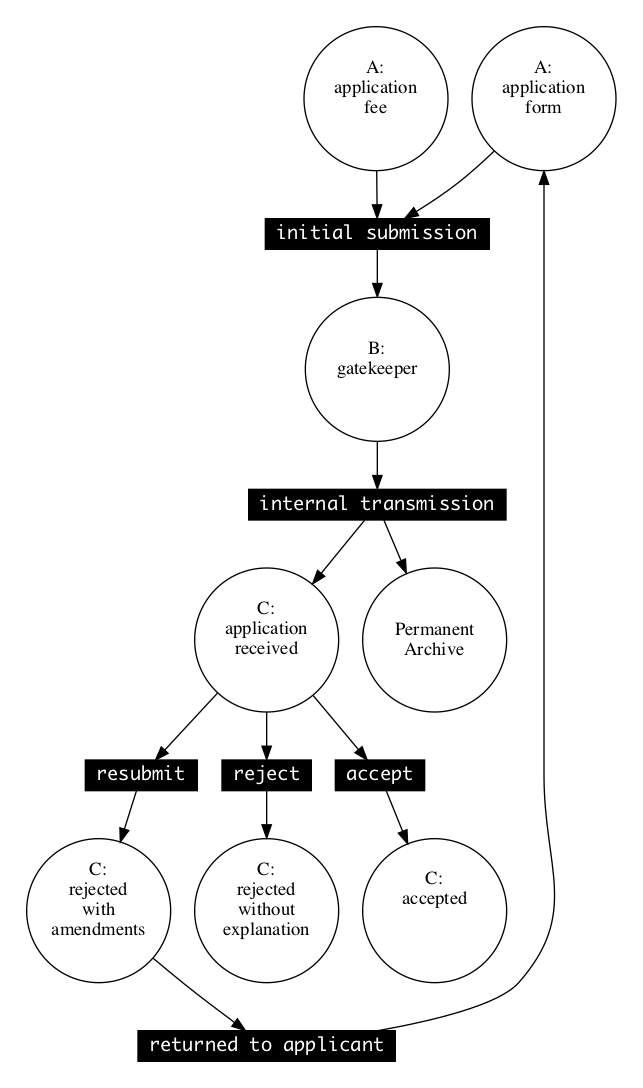 A:
application
fee
A:
application
form
initial submission
B:
gatekeeper
internal transmission
C:
application
received
Permanent
Archive
resubmit
reject
accept
C:
rejected
with
amendments
C:
rejected
without
explanation
C:
accepted
returned to applicant